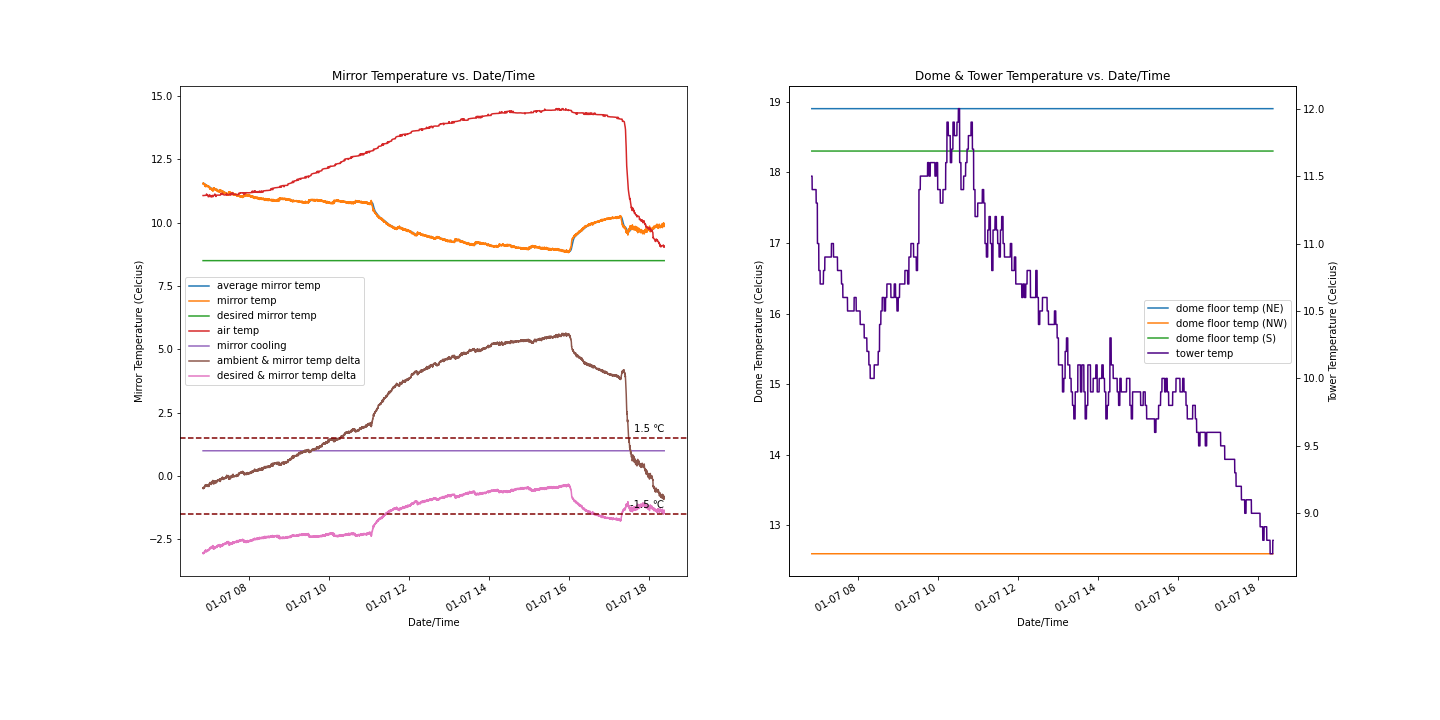 Mirror Temperature vs. Date/Time
Mirror Temperature (Celcius)
15.0
12.5
10.0
7.5
5.0
2.5
0.0
−2.5
average mirror temp
mirror temp
desired mirror temp
air temp
mirror cooling
ambient & mirror temp delta
desired & mirror temp delta
1.5 °C
-1.5 °C
01-07 08
01-07 10
01-07 12
01-07 14
01-07 16
01-07 18
Date/Time
Dome & Tower Temperature vs. Date/Time
Dome Temperature (Celcius)
19
18
17
16
15
14
13
dome floor temp (NE)
dome floor temp (NW)
dome floor temp (S)
tower temp
12.0
11.5
11.0
10.5
10.0
9.5
9.0
Tower Temperature (Celcius)
01-07 08
01-07 10
01-07 12
01-07 14
01-07 16
01-07 18
Date/Time